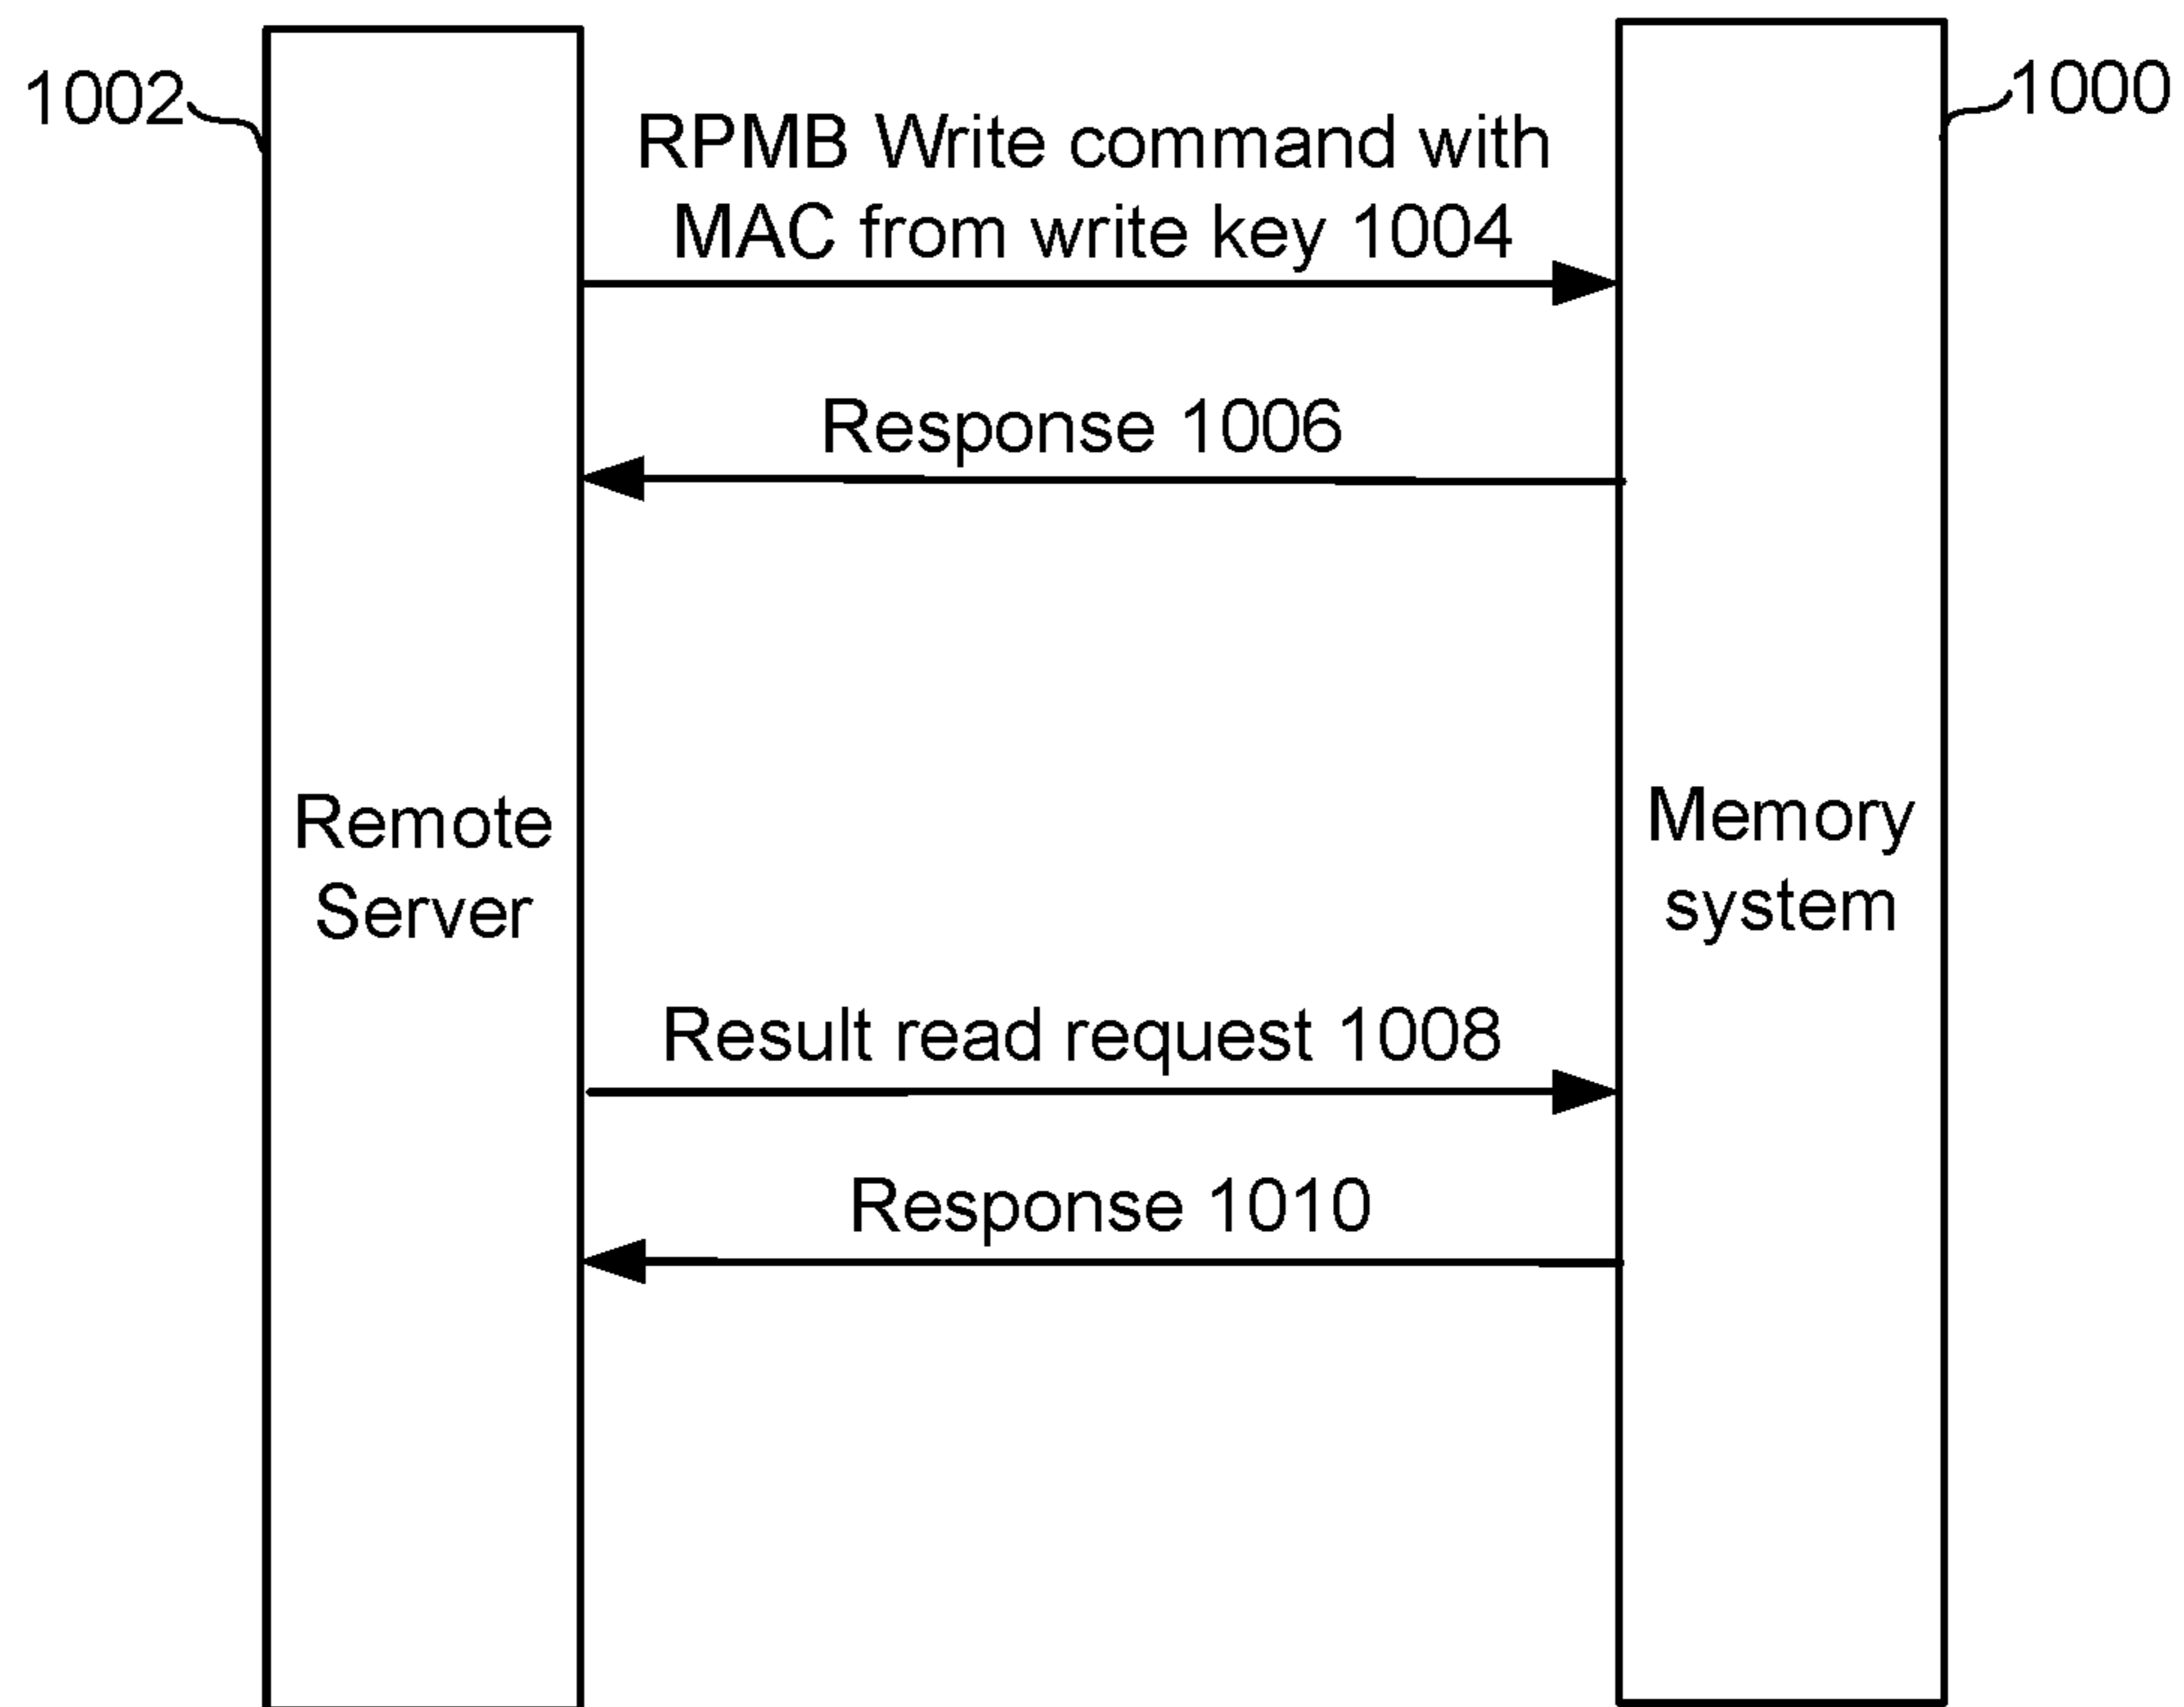 1002
1000
RPMB Write command with
MAC from write key 1004
Response 1006
Remote
Server
Memory
system
Result read request 1008
Response 1010